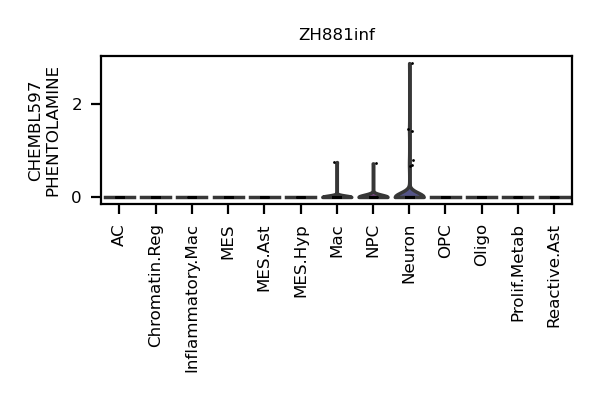 ZH881inf
CHEMBL597
PHENTOLAMINE
2
0
AC
Chromatin.Reg
Inflammatory.Mac
MES
MES.Ast
MES.Hyp
Mac
NPC
Neuron
OPC
Oligo
Prolif.Metab
Reactive.Ast